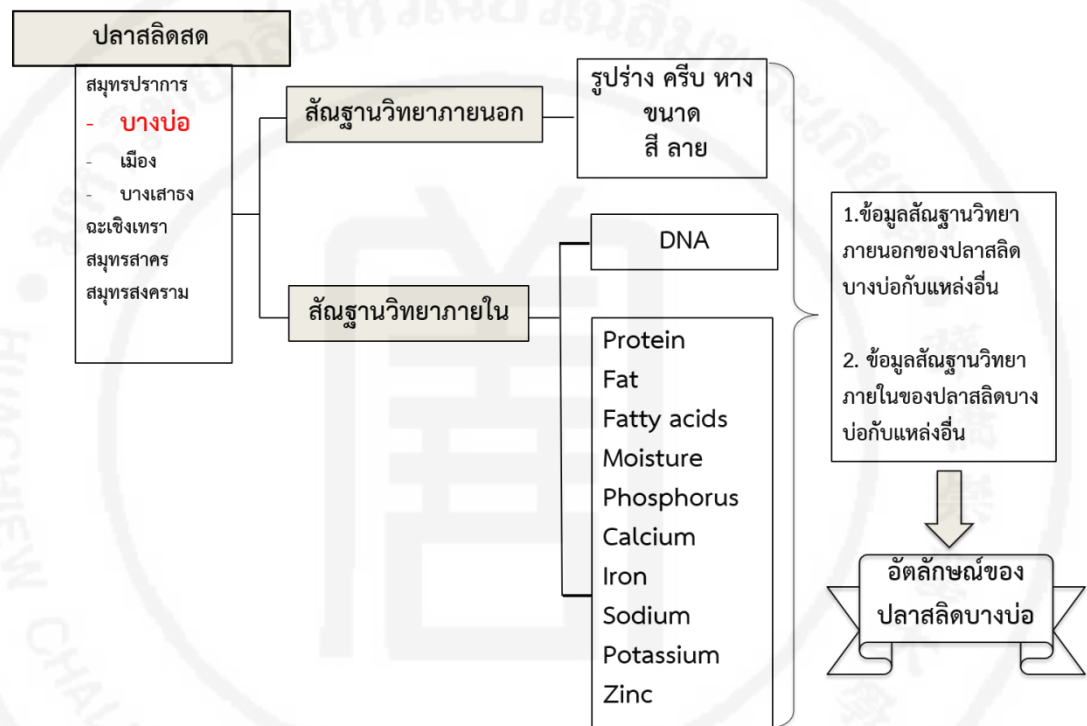 ปลาสลิดสด
สมุทรปราการ
- บางบ่อ
- เมือง
- บางเสาธง
ฉะเชิงเทรา
สมุทรสาคร
สมุทรสงคราม
สัณฐานวิทยาภายนอก
รูปร่าง ครีบ หาง
ขนาด
สี ลาย
สัณฐานวิทยาภายใน
DNA
Protein
Fat
Fatty acids
Moisture
Phosphorus
Calcium
Iron
Sodium
Potassium
Zinc
1.ข้อมูลสัณฐานวิทยา
ภายนอกของปลาสลิด
บางบ่อกับแหล่งอื่น
2. ข้อมูลสัณฐานวิทยา
ภายในของปลาสลิดบาง
บ่อกับแหล่งอื่น
อัตลักษณ์ของ
ปลาสลิดบางบ่อ